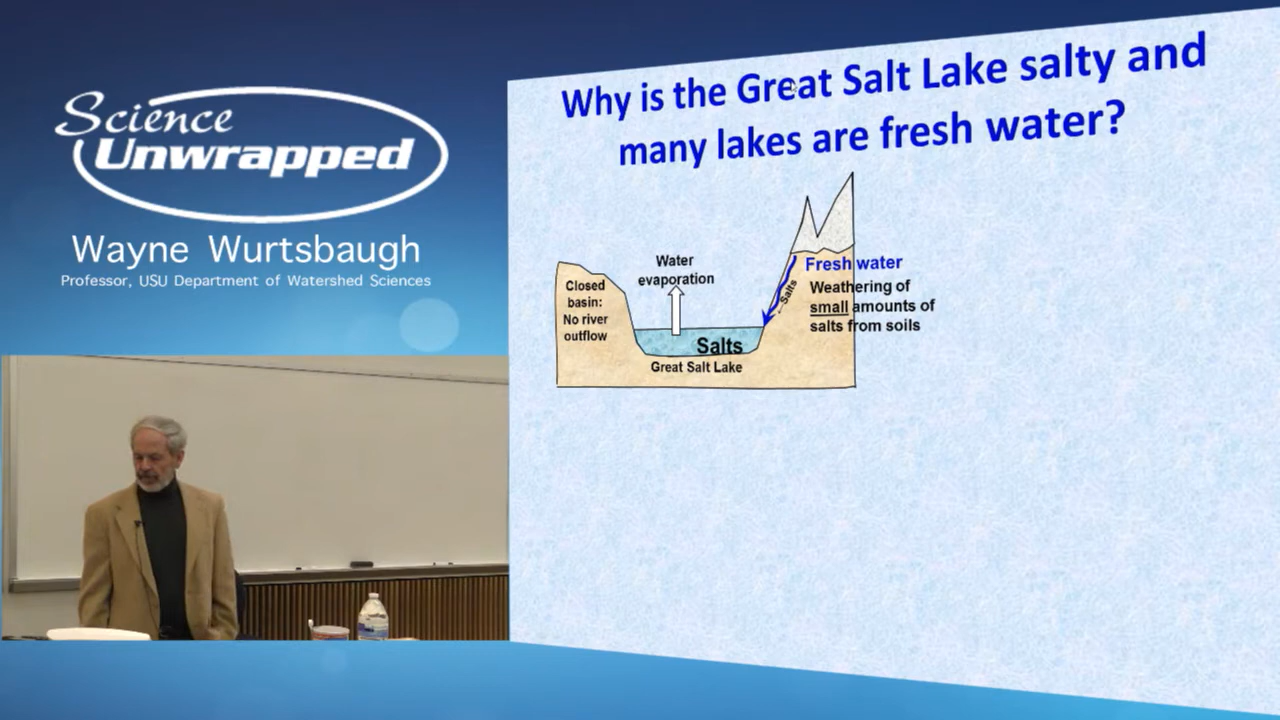 Science
Unwrapped
Wayne Wurtsbaugh
Professor, USU Department of Watershed Sciences
Why is the Great Salt Lake salty and
many lakes are fresh water?
Closed
basin:
No river
outflow
Water
evaporation
Salts
Great Salt Lake
Salts
Fresh water
Weathering of
small amounts of
salts from soils